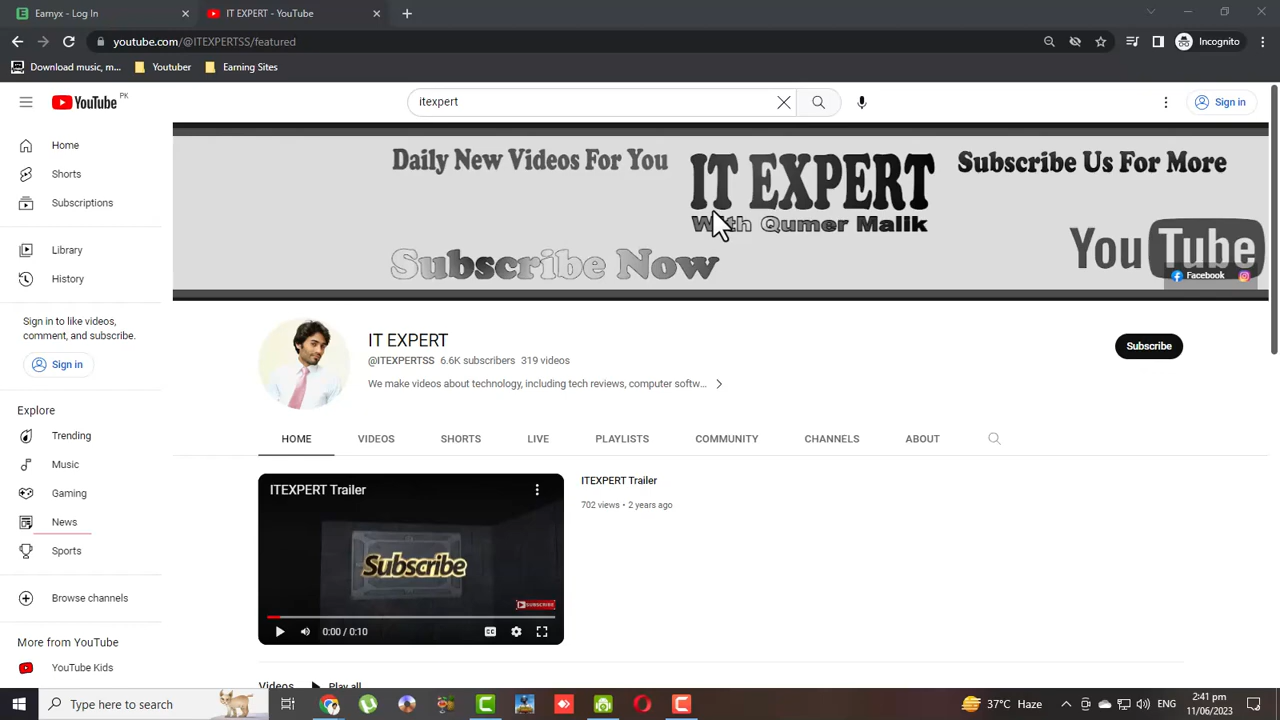 Earnyx - Log In
IT EXPERT - YouTube
youtube.com/@ITEXPERTSS/featured
Incognito
Download music, m...
Youtuber
Earning Sites
YouTube PK
itexpert
Sign in
Home
Shorts
Subscriptions
Library
History
Sign in to like videos,
comment, and subscribe.
Sign in
Explore
Trending
Music
Gaming
News
Sports
Browse channels
More from YouTube
YouTube Kids
Daily New Videos For You
IT EXPERT
With Qumer Malik
Subscribe Us For More
Subscribe Now
YouTube
Facebook
IT EXPERT
@ITEXPERTSS 6.6K subscribers 319 videos
We make videos about technology, including tech reviews, computer softw...
Subscribe
HOME
VIDEOS
SHORTS
LIVE
PLAYLISTS
COMMUNITY
CHANNELS
ABOUT
ITEXPERT Trailer
Subscribe
SUBSCRIBE
0:00 / 0:10
CC
ITEXPERT Trailer
702 views • 2 years ago
Videos
Play all
Type here to search
37°C Haze
ENG
2:41 pm
11/06/2023